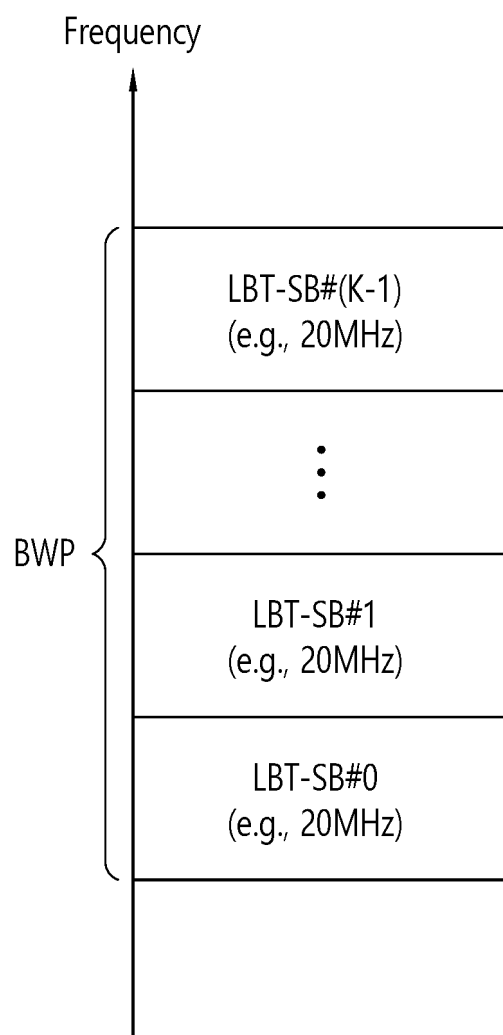 Frequency
LBT-SB#(K-1)
(e.g., 20MHz)
BWP
LBT-SB#1
(e.g., 20MHz)
LBT-SB#0
(e.g., 20MHz)